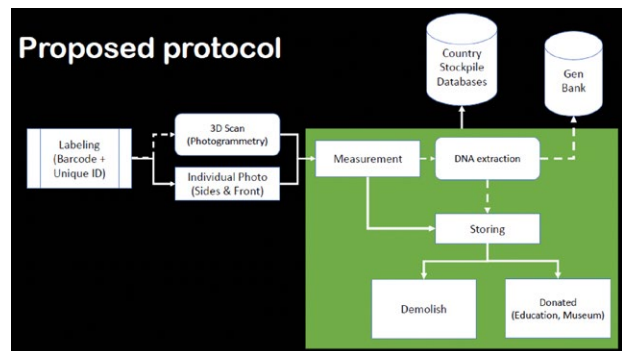 Proposed protocol
Country
Stockpile
Databases
Gen
Bank
Labeling
(Barcode +
Unique ID)
3D Scan
(Photogrammetry)
Individual Photo
(Sides & Front)
Measurement
DNA extraction
Storing
Demolish
Donated
(Education, Museum)